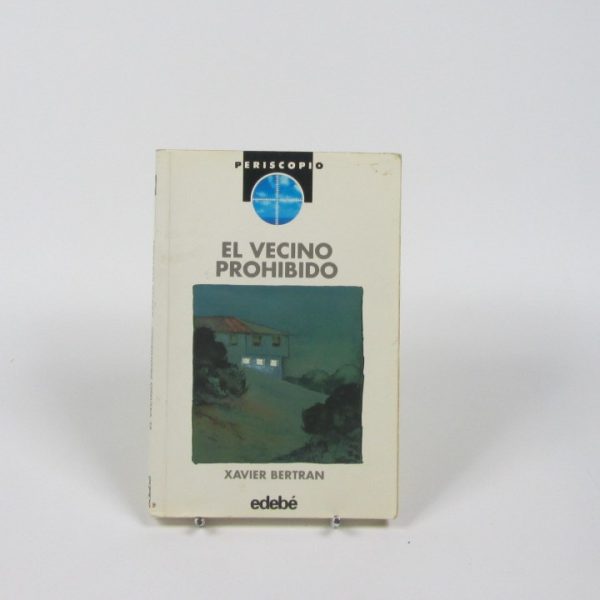 PERISCOPIO
EL VECINO
PROHIBIDO
XAVIER BERTRAN
edebé